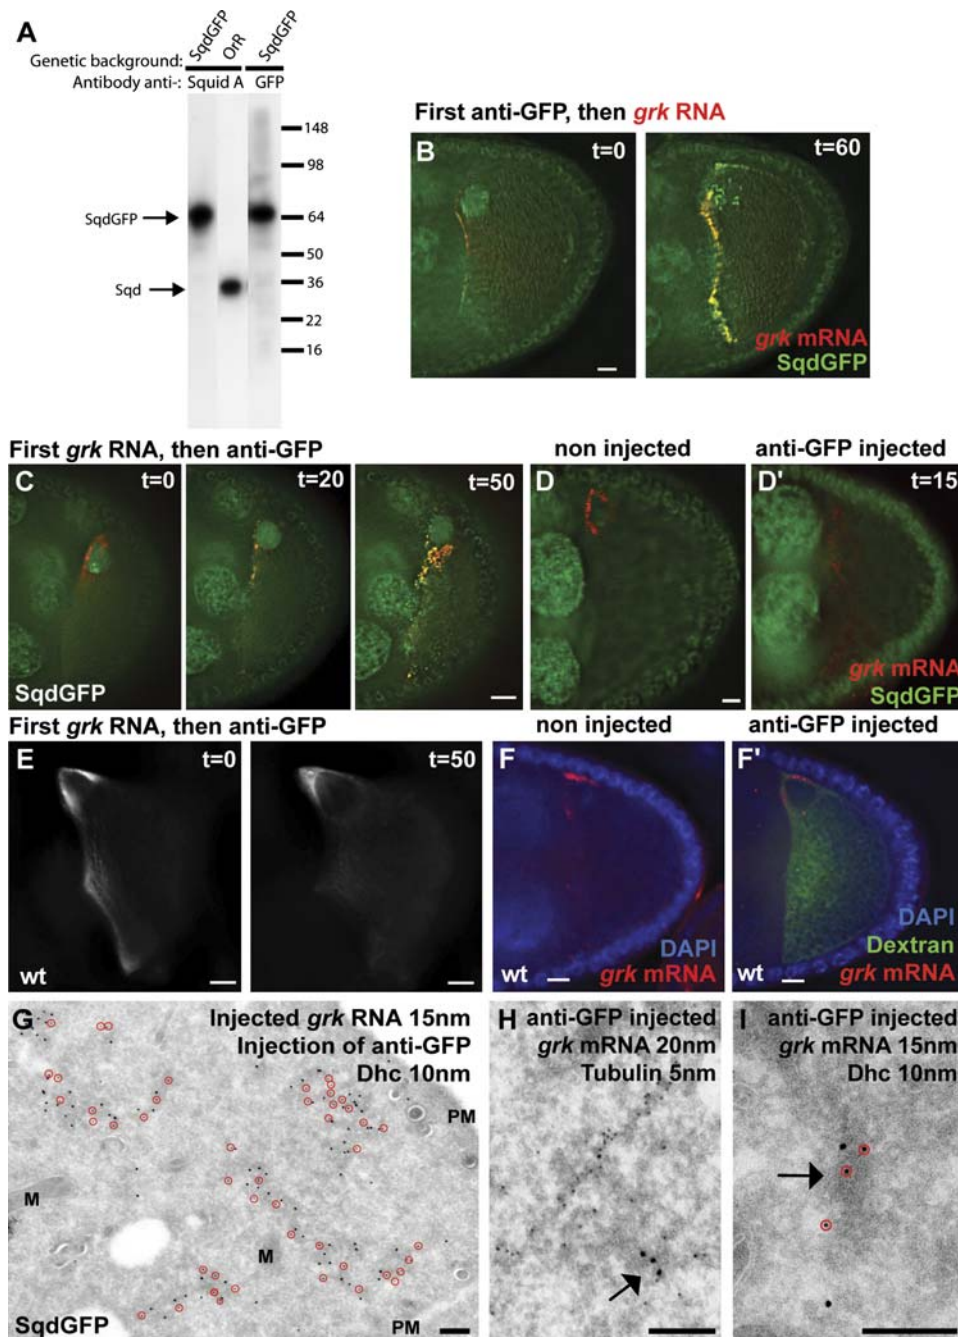 A
SqdGFP
OrR
SqdGFP
Genetic background:
Antibody anti-: Squid A GFP
148
98
SqdGFP
64
50
Sqd
36
22
16
First anti-GFP, then grk RNA
B
t=0
t=60
grk mRNA
SqdGFP
First grk RNA, then anti-GFP
non injected
anti-GFP injected
C
t=0
t=20
t=50
D
D'
t=15
SqdGFP
grk mRNA
SqdGFP
First grk RNA, then anti-GFP
non injected
anti-GFP injected
E
t=0
t=50
F
F'
wt
wt
DAPI
grk mRNA
wt
DAPI
Dextran
grk mRNA
G
Injected grk RNA 15nm
Injection of anti-GFP
Dhc 10nm
PM
M
M
SqdGFP
PM
H
anti-GFP injected
grk mRNA 20nm
Tubulin 5nm
I
anti-GFP injected
grk mRNA 15nm
Dhc 10nm